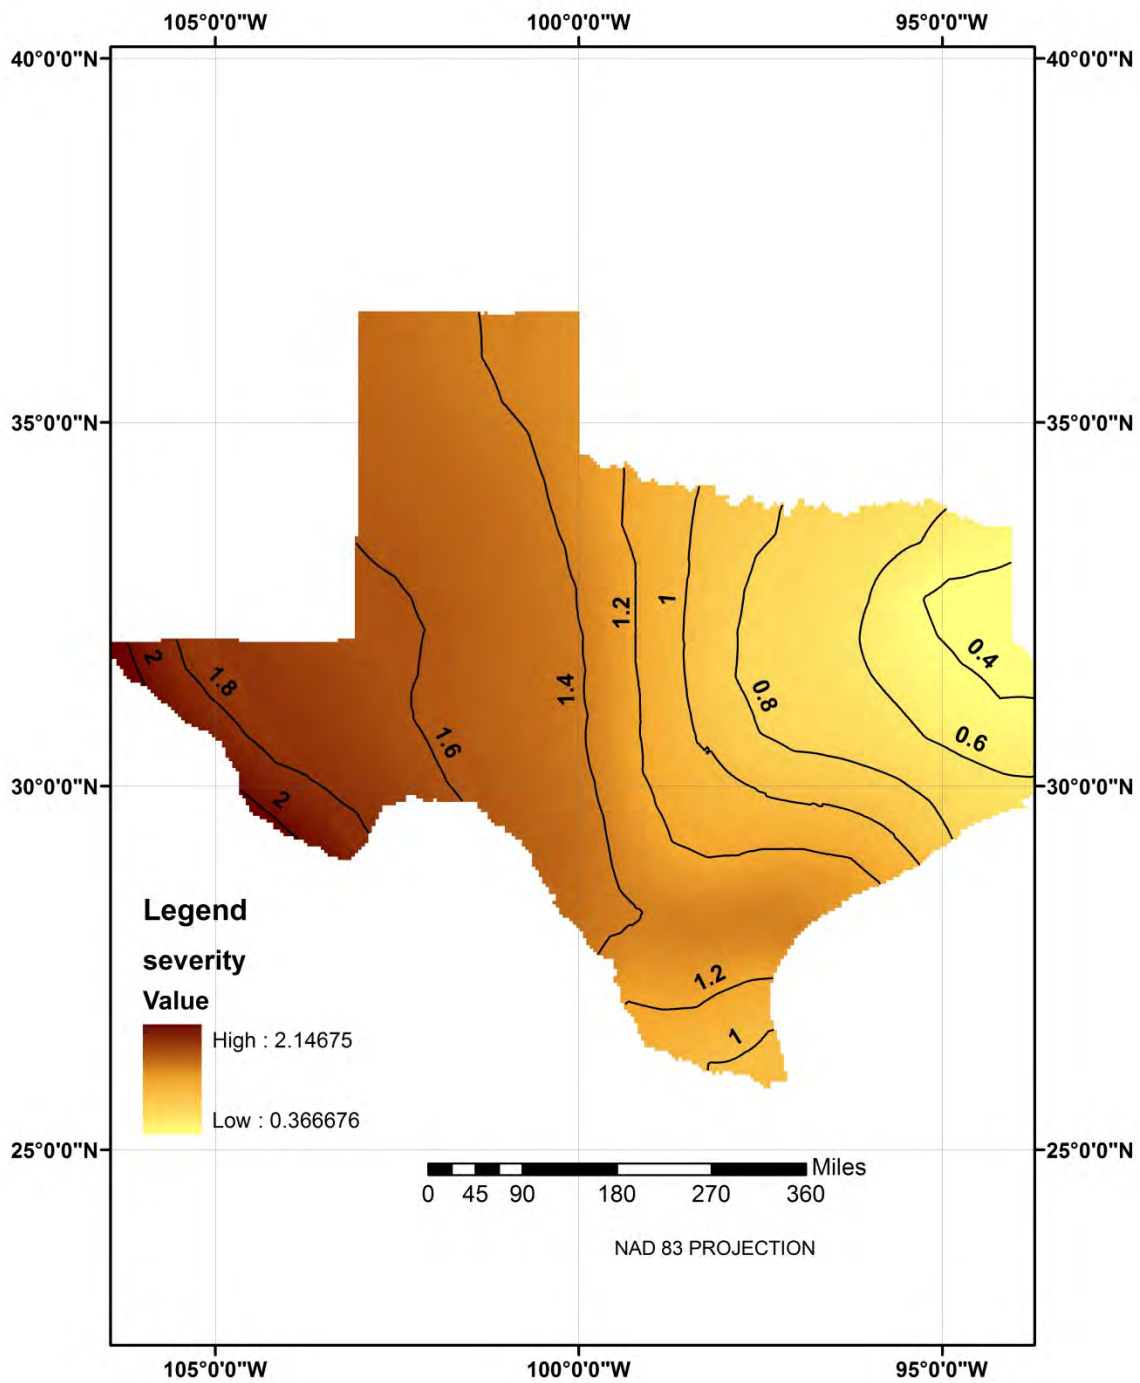 105°0'0"W 100°0'0"W 95°0'0"W
40°0'0"N 40°0'0"N
35°0'0"N 35°0'0"N
1.2 1
2 1.8 1.4 0.8 0.4
1.6 0.6
30°0'0"N 30°0'0"N
2
Legend
severity
1.2
Value
High : 2.14675
1
Low : 0.366676
25°0'0"N 25°0'0"N
Miles
0 45 90 180 270 360
NAD 83 PROJECTION
105°0'0"W 100°0'0"W 95°0'0"W